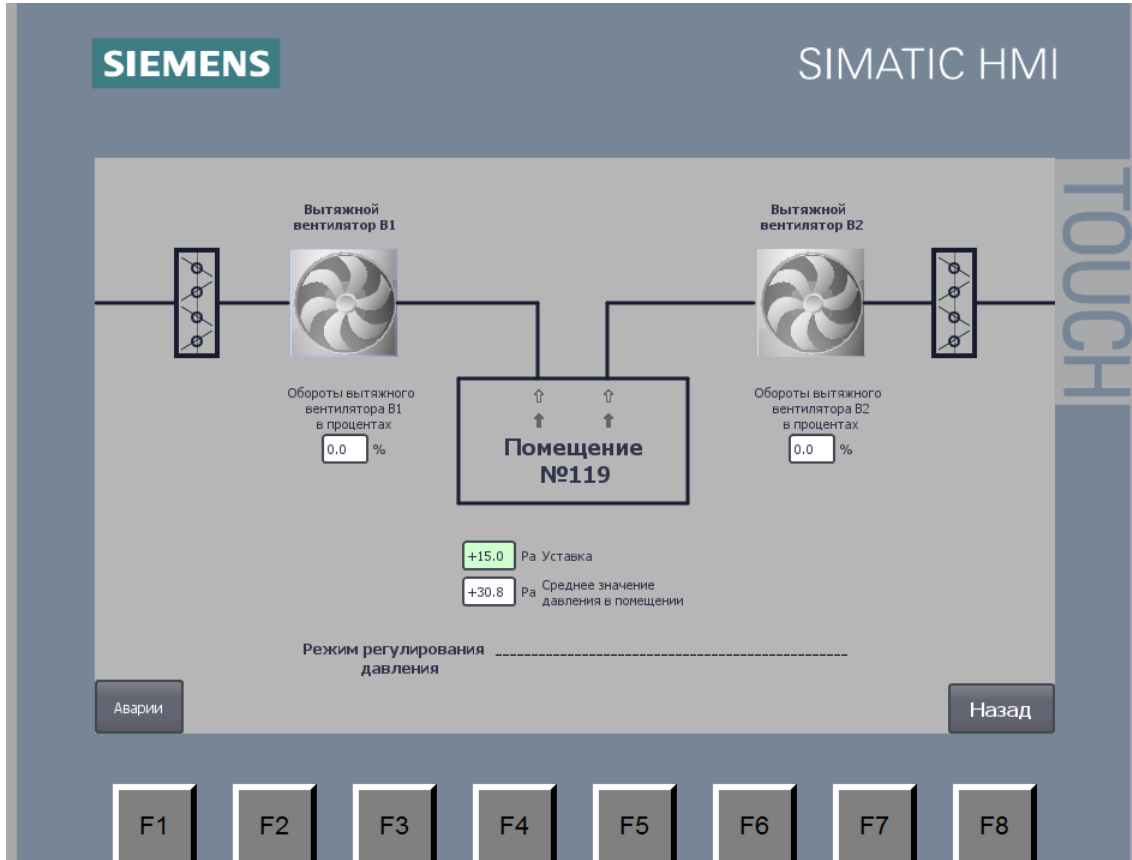 SIEMENS
SIMATIC HMI
TOUCH
Вытяжной
вентилятор В1
Вытяжной
вентилятор В2
Обороты вытяжного
вентилятора В1
в процентах
0.0 %
Обороты вытяжного
вентилятора В2
в процентах
0.0 %
Помещение
№119
+15.0 Pa Уставка
+30.8 Pa Среднее значение
давления в помещении
Режим регулирования
давления
Аварии
Назад
F1 F2 F3 F4 F5 F6 F7 F8